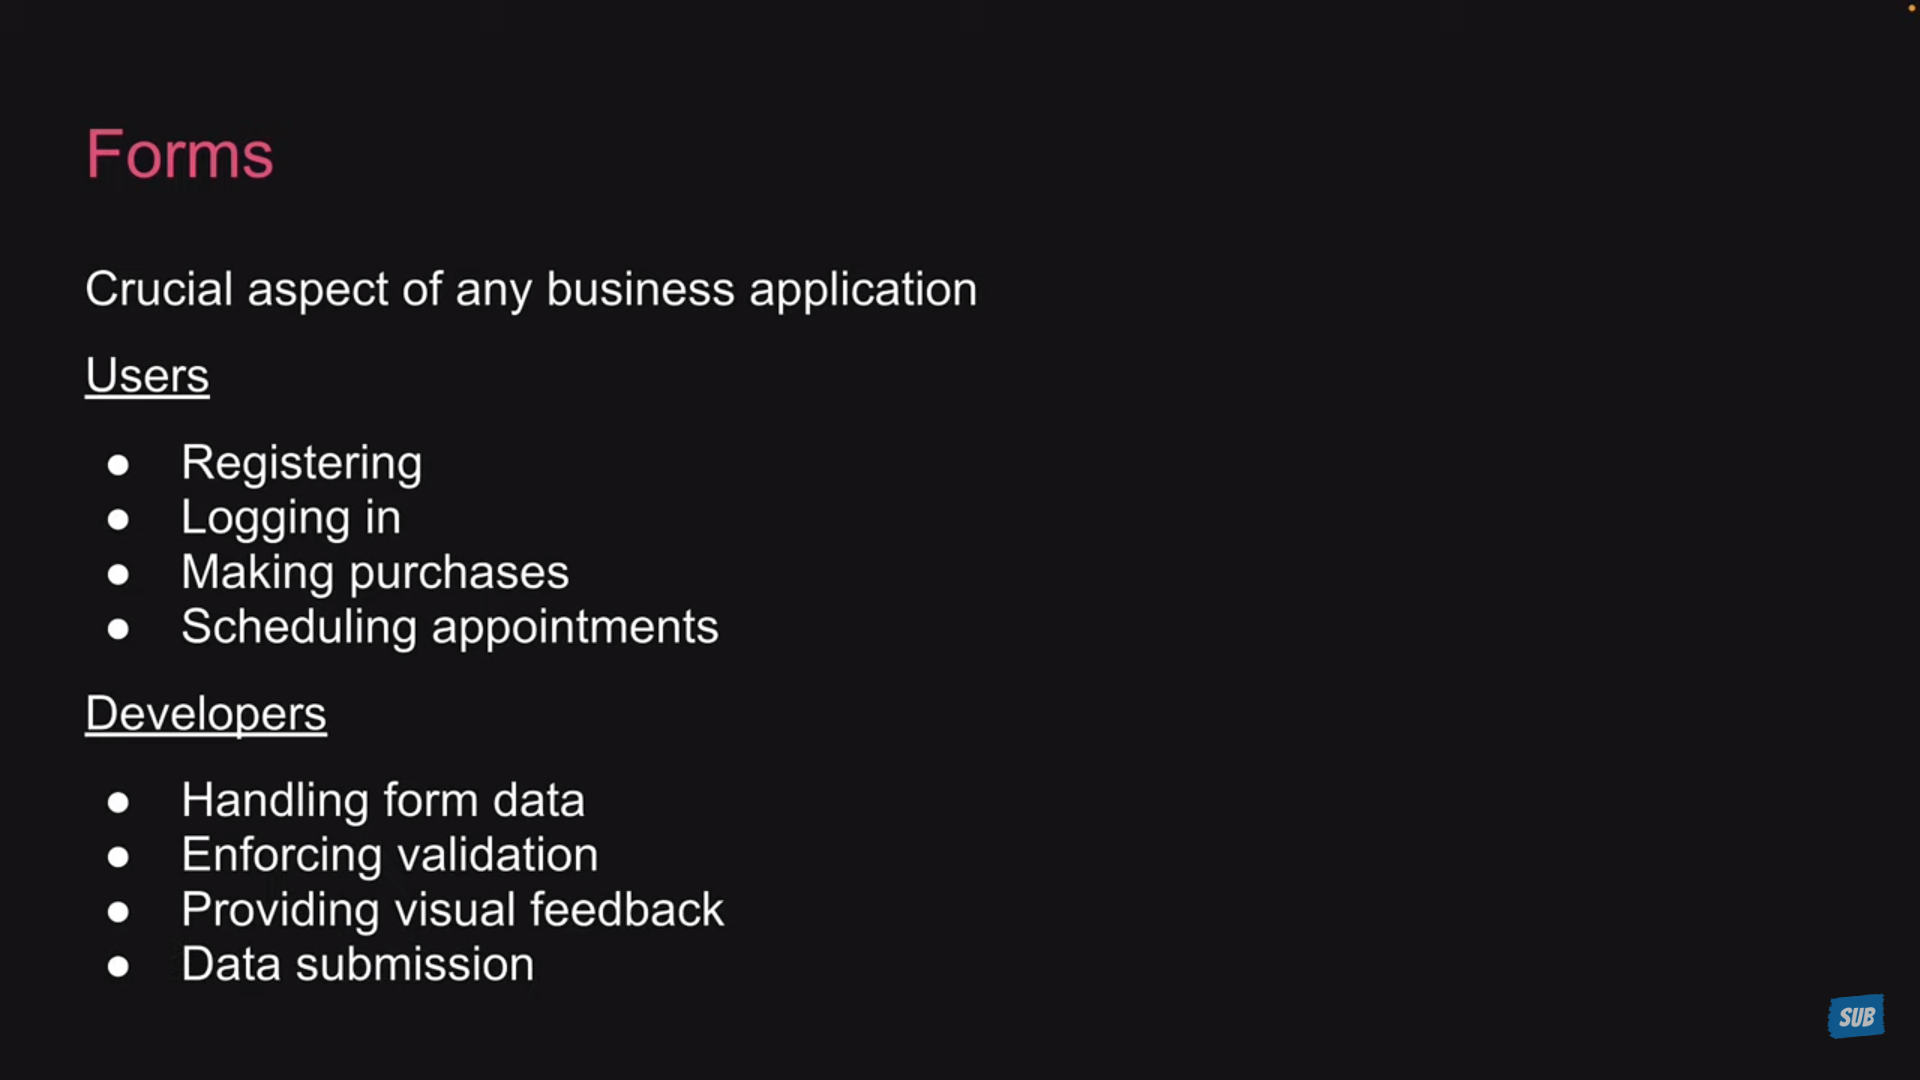 Forms
Crucial aspect of any business application
Users
● Registering
● Logging in
● Making purchases
● Scheduling appointments
Developers
● Handling form data
● Enforcing validation
● Providing visual feedback
● Data submission
SUB